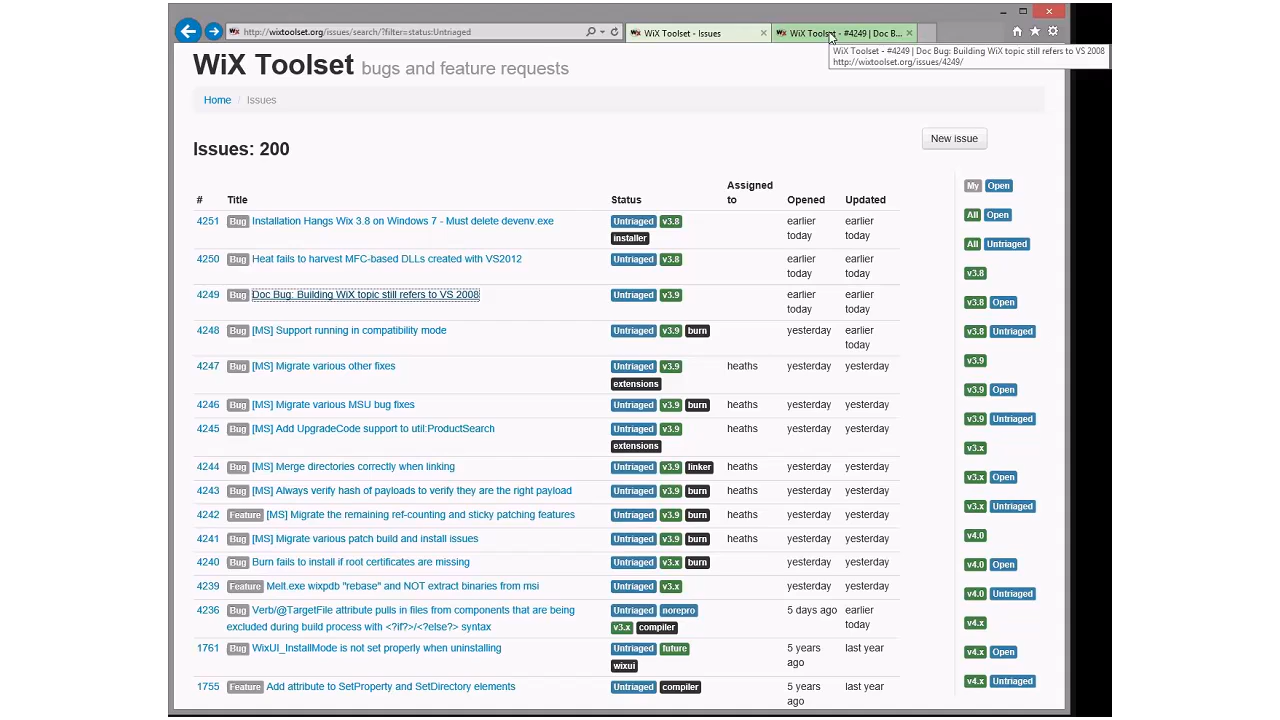 http://wixtoolset.org/issues/search/?filter=status:Untriaged
WiX Toolset - Issues
WiX Toolset - #4249 | Doc B...
WiX Toolset - #4249 | Doc Bug: Building WiX topic still refers to VS 2008
http://wixtoolset.org/issues/4249/
WiX Toolset bugs and feature requests
Home / Issues
Issues: 200
New issue
# Title Status Assigned to Opened Updated
4251 Bug Installation Hangs Wix 3.8 on Windows 7 - Must delete devenv.exe Untriaged v3.8 installer earlier today earlier today
4250 Bug Heat fails to harvest MFC-based DLLs created with VS2012 Untriaged v3.8 earlier today earlier today
4249 Bug Doc Bug: Building WiX topic still refers to VS 2008 Untriaged v3.9 earlier today earlier today
4248 Bug [MS] Support running in compatibility mode Untriaged v3.9 burn yesterday earlier today
4247 Bug [MS] Migrate various other fixes Untriaged v3.9 extensions heaths yesterday yesterday
4246 Bug [MS] Migrate various MSU bug fixes Untriaged v3.9 burn heaths yesterday yesterday
4245 Bug [MS] Add UpgradeCode support to util:ProductSearch Untriaged v3.9 extensions heaths yesterday yesterday
4244 Bug [MS] Merge directories correctly when linking Untriaged v3.9 linker heaths yesterday yesterday
4243 Bug [MS] Always verify hash of payloads to verify they are the right payload Untriaged v3.9 burn heaths yesterday yesterday
4242 Feature [MS] Migrate the remaining ref-counting and sticky patching features Untriaged v3.9 burn heaths yesterday yesterday
4241 Bug [MS] Migrate various patch build and install issues Untriaged v3.9 burn heaths yesterday yesterday
4240 Bug Burn fails to install if root certificates are missing Untriaged v3.x burn yesterday yesterday
4239 Feature Melt.exe wixpdb "rebase" and NOT extract binaries from msi Untriaged v3.x yesterday yesterday
4236 Bug Verb/@TargetFile attribute pulls in files from components that are being excluded during build process with <?if?>/<?else?> syntax Untriaged norepro v3.x compiler 5 days ago earlier today
1761 Bug WixUI_InstallMode is not set properly when uninstalling Untriaged future wixui 5 years ago last year
1755 Feature Add attribute to SetProperty and SetDirectory elements Untriaged compiler 5 years ago last year
My Open
All Open
All Untriaged
v3.8
v3.8 Open
v3.8 Untriaged
v3.9
v3.9 Open
v3.9 Untriaged
v3.x
v3.x Open
v3.x Untriaged
v4.0
v4.0 Open
v4.0 Untriaged
v4.x
v4.x Open
v4.x Untriaged